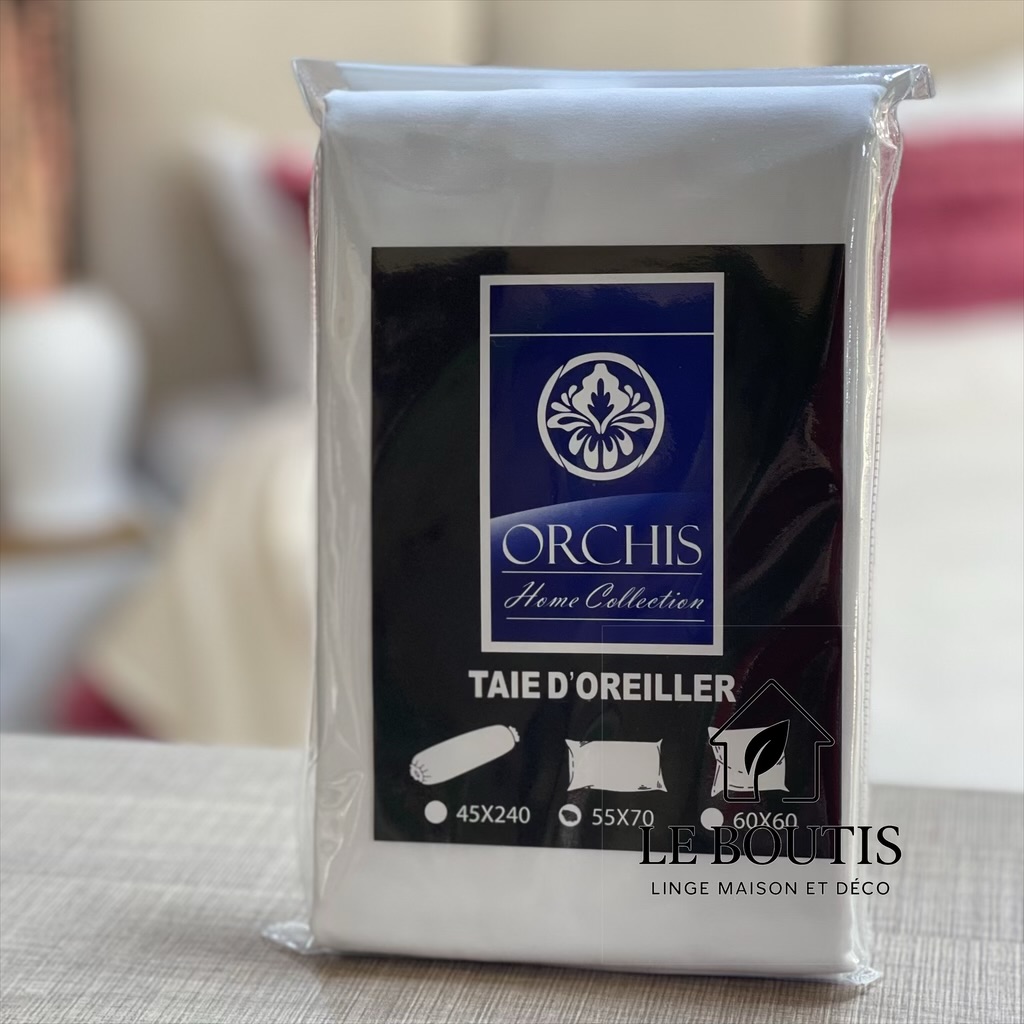 ORCHIS
Home Collection
TAIE D'OREILLER
45X240 55X70 60X60
LE BOUTIS
LINGE MAISON ET DÉCO